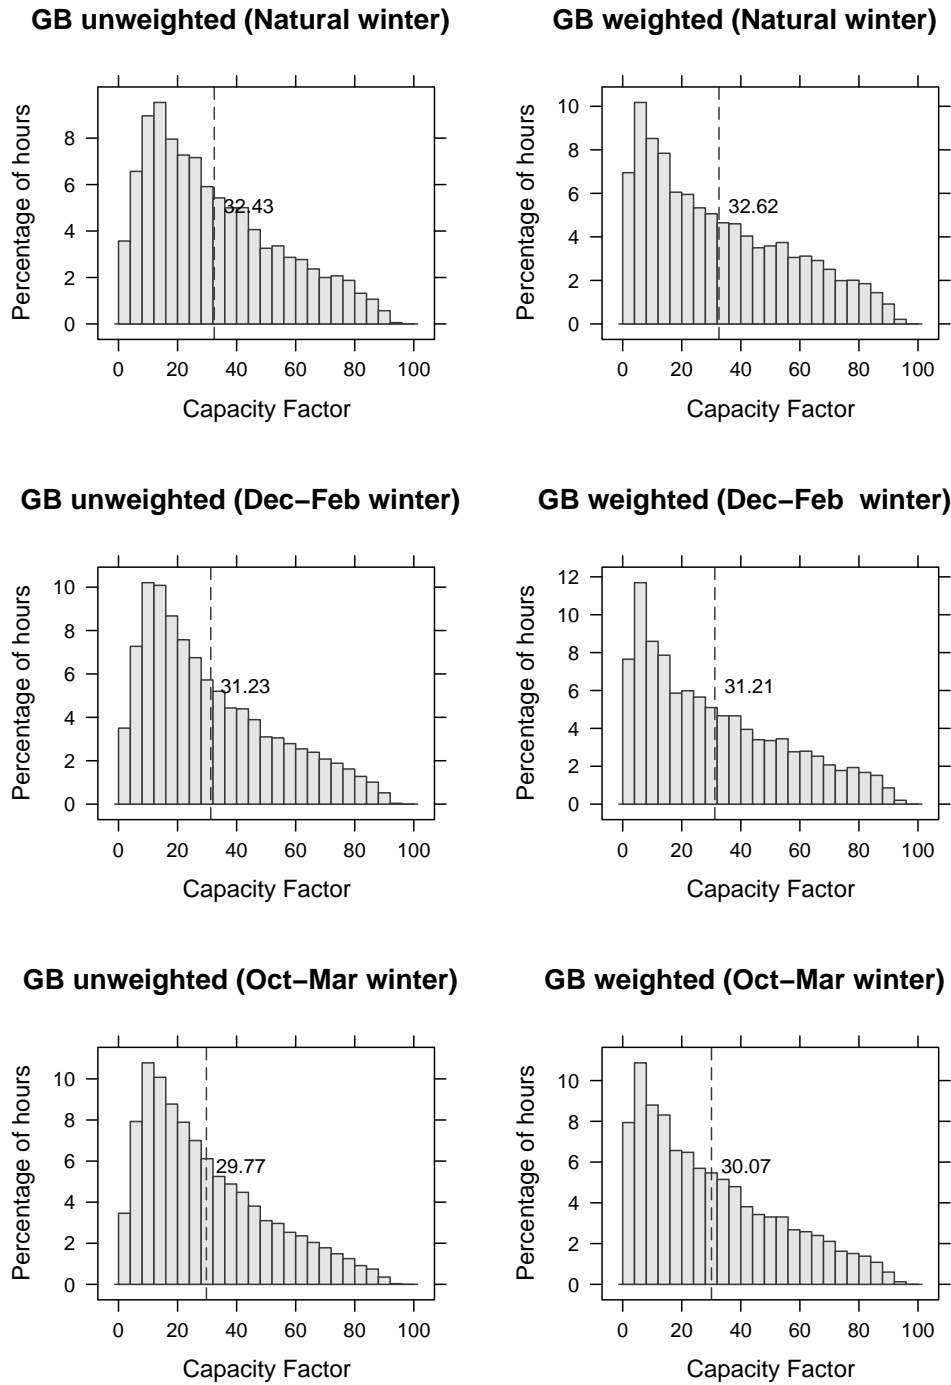 GB unweighted (Natural winter)
Percentage of hours
8
6
4
2
0
32.43
0 20 40 60 80 100
Capacity Factor
GB weighted (Natural winter)
Percentage of hours
10
8
6
4
2
0
32.62
0 20 40 60 80 100
Capacity Factor
GB unweighted (Dec−Feb winter)
Percentage of hours
10
8
6
4
2
0
31.23
0 20 40 60 80 100
Capacity Factor
GB weighted (Dec−Feb  winter)
Percentage of hours
12
10
8
6
4
2
0
31.21
0 20 40 60 80 100
Capacity Factor
GB unweighted (Oct−Mar winter)
Percentage of hours
10
8
6
4
2
0
29.77
0 20 40 60 80 100
Capacity Factor
GB weighted (Oct−Mar winter)
Percentage of hours
10
8
6
4
2
0
30.07
0 20 40 60 80 100
Capacity Factor